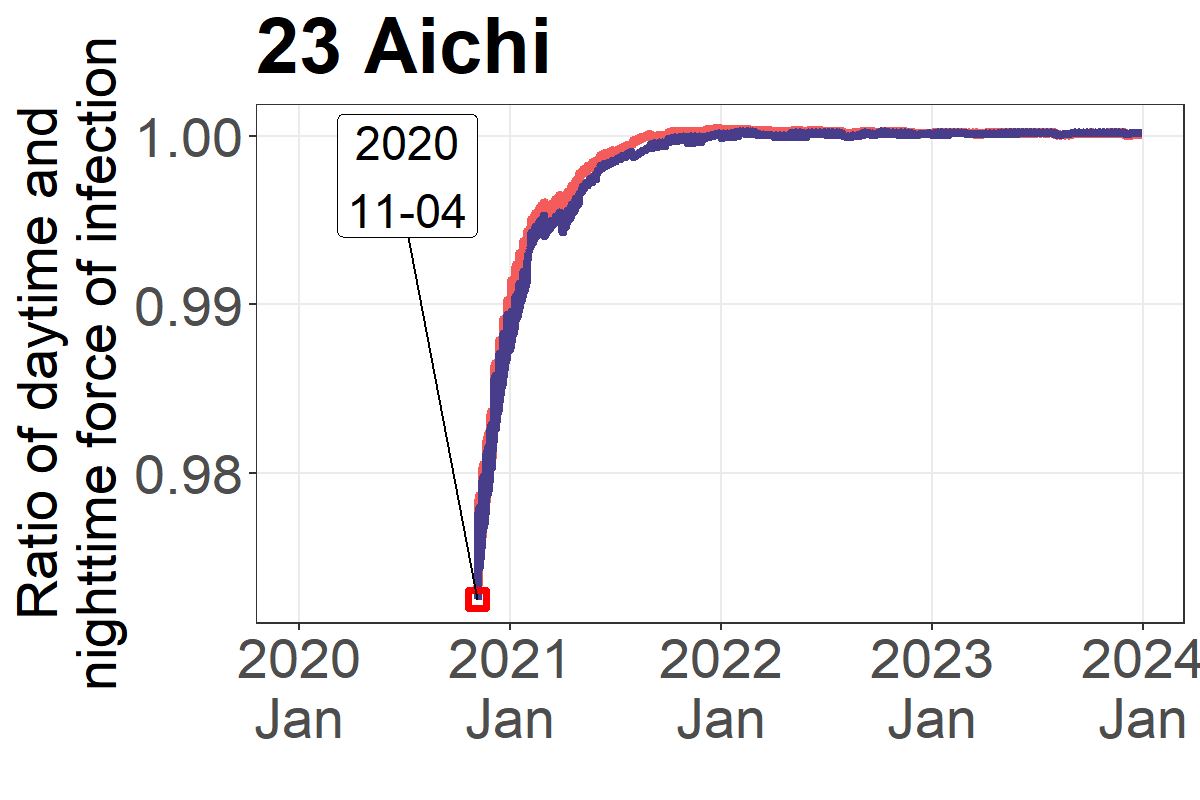 23 Aichi
Ratio of daytime and
nighttime force of infection
1.00
0.99
0.98
2020
11-04
2020
Jan
2021
Jan
2022
Jan
2023
Jan
2024
Jan